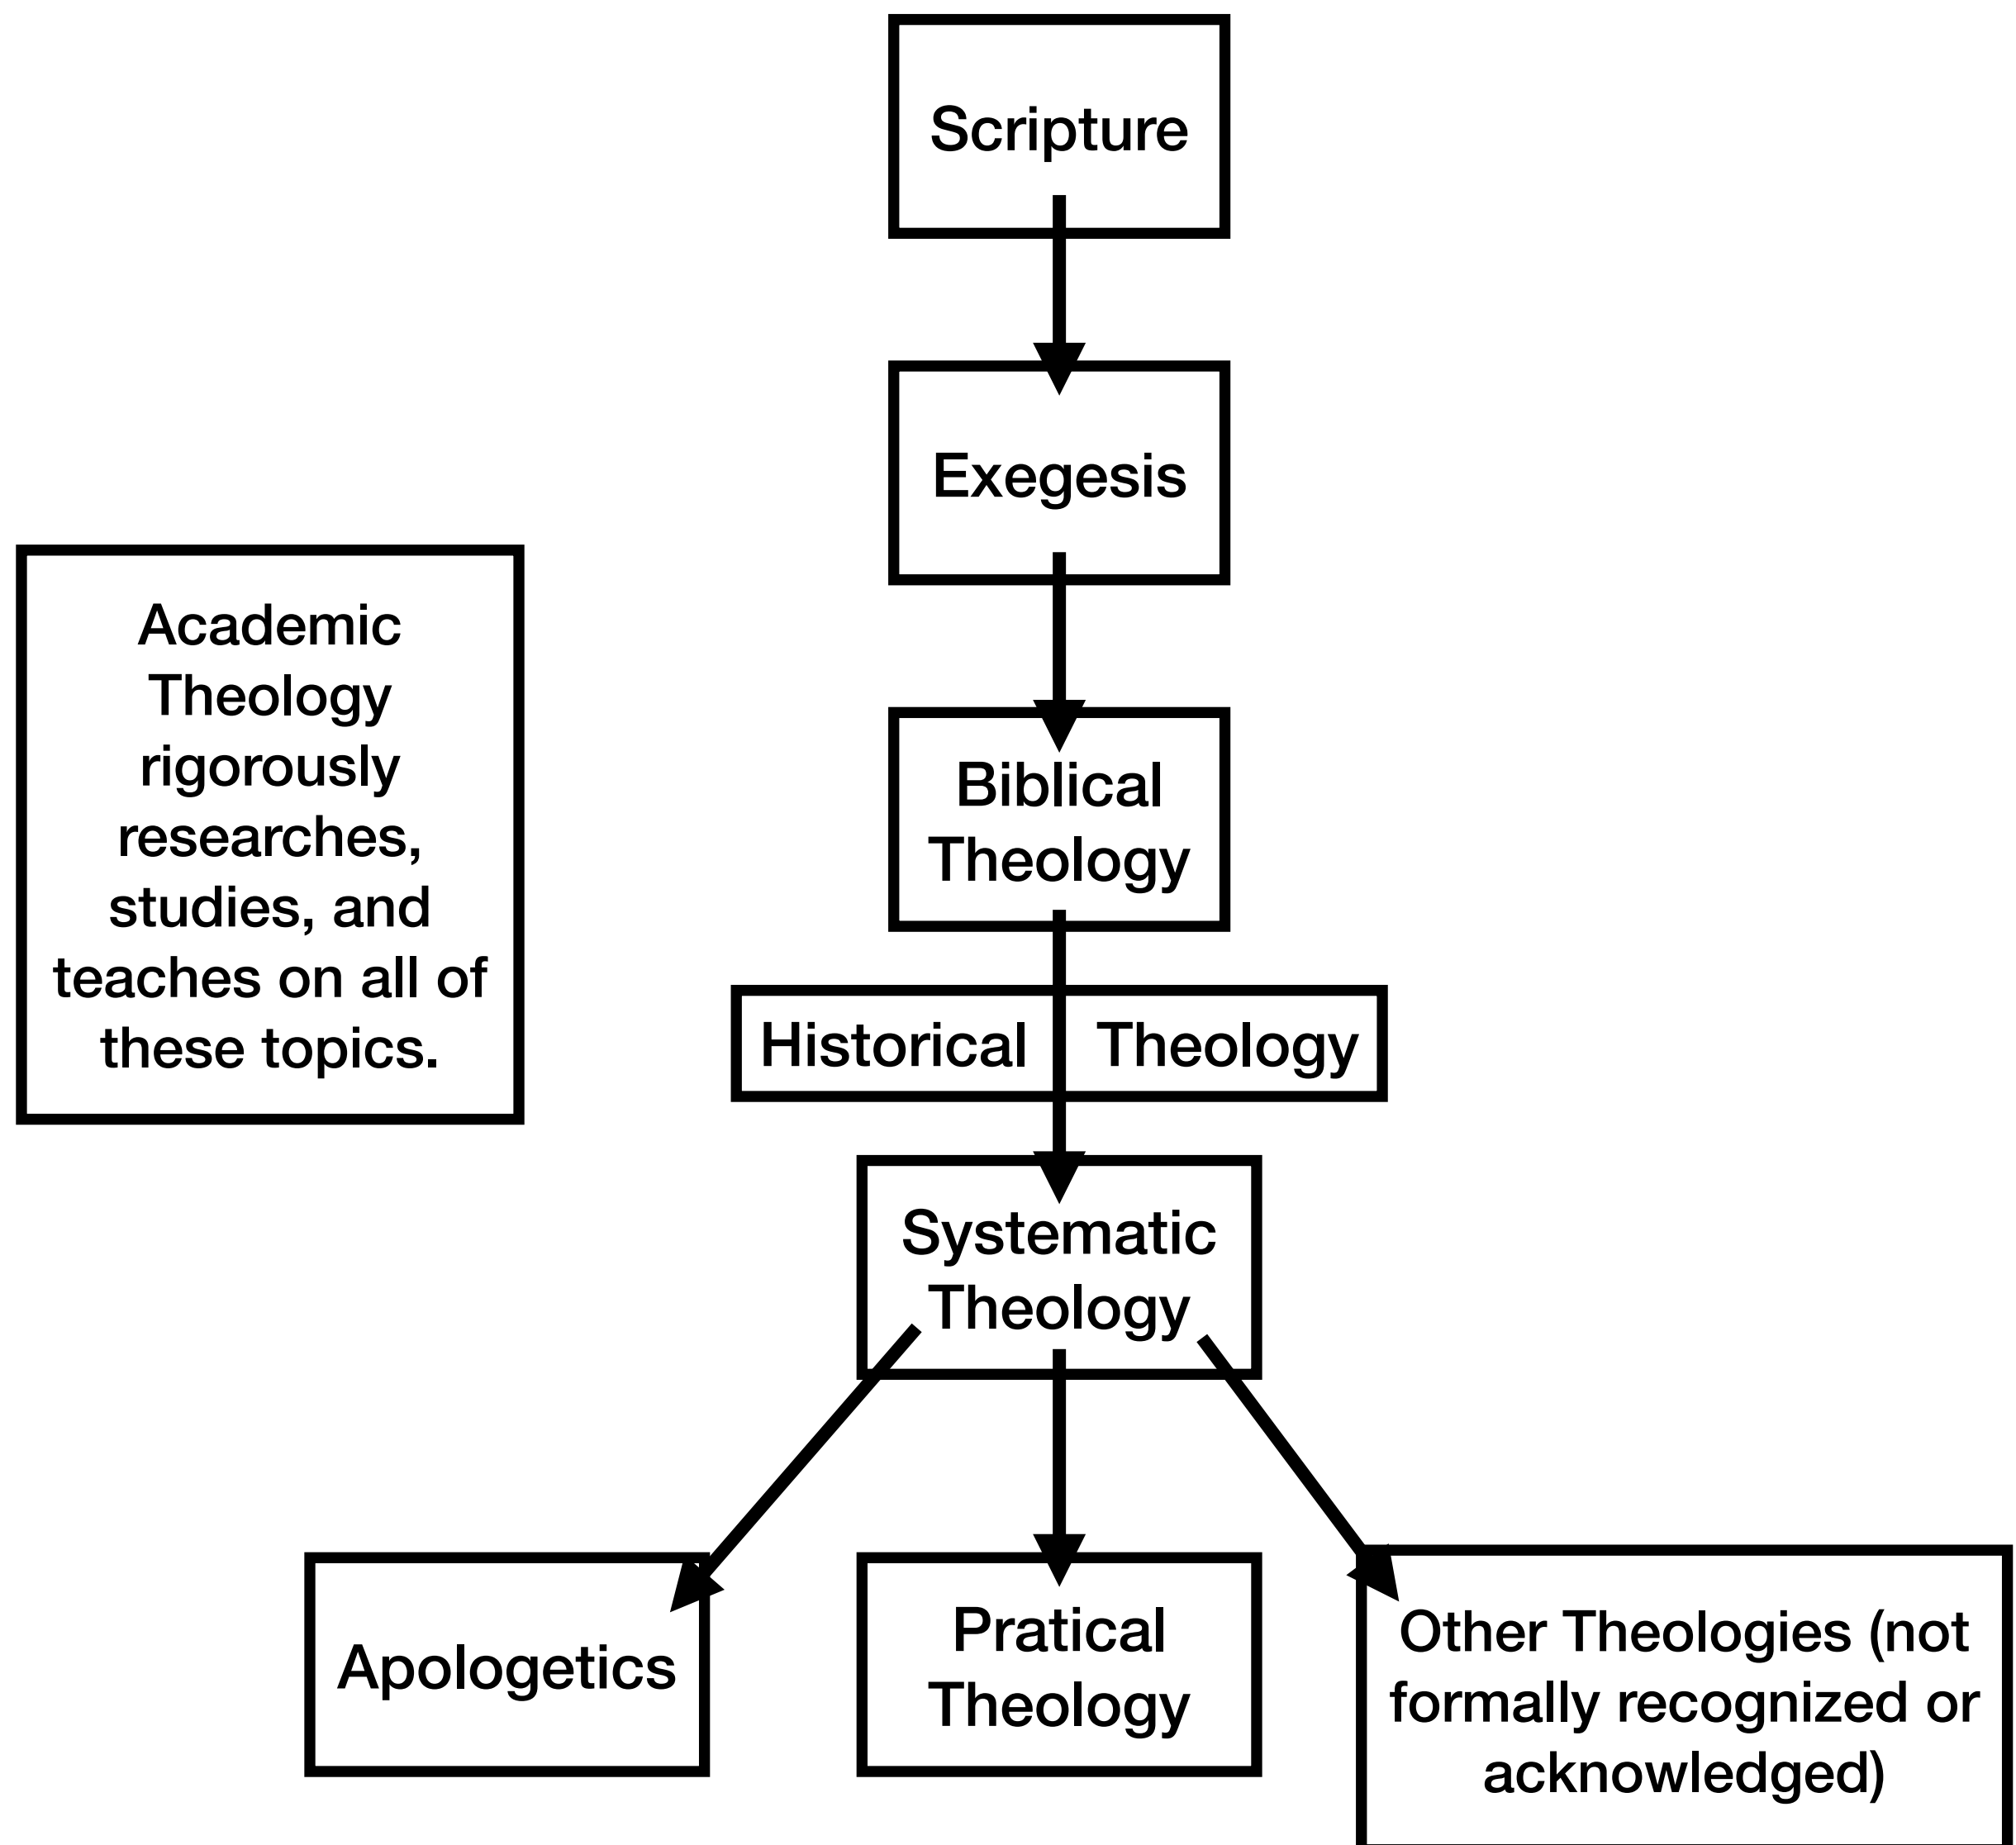 Scripture
Exegesis
Academic
Theology
rigorously
researches,
studies, and
teaches on all of
these topics.
Biblical
Theology
Historical Theology
Systematic
Theology
Apologetics
Pratical
Theology
Other Theologies (not
formally recognized or
acknowledged)